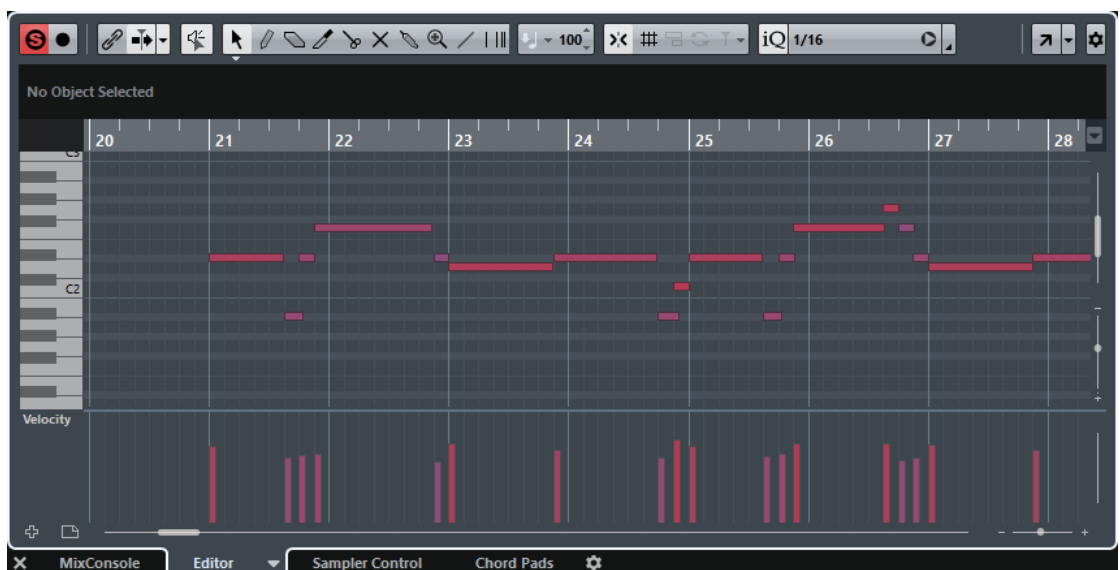 S
100 iQ 1/16
No Object Selected
20 21 22 23 24 25 26 27 28
C3
C2
Velocity
MixConsole Editor Sampler Control Chord Pads